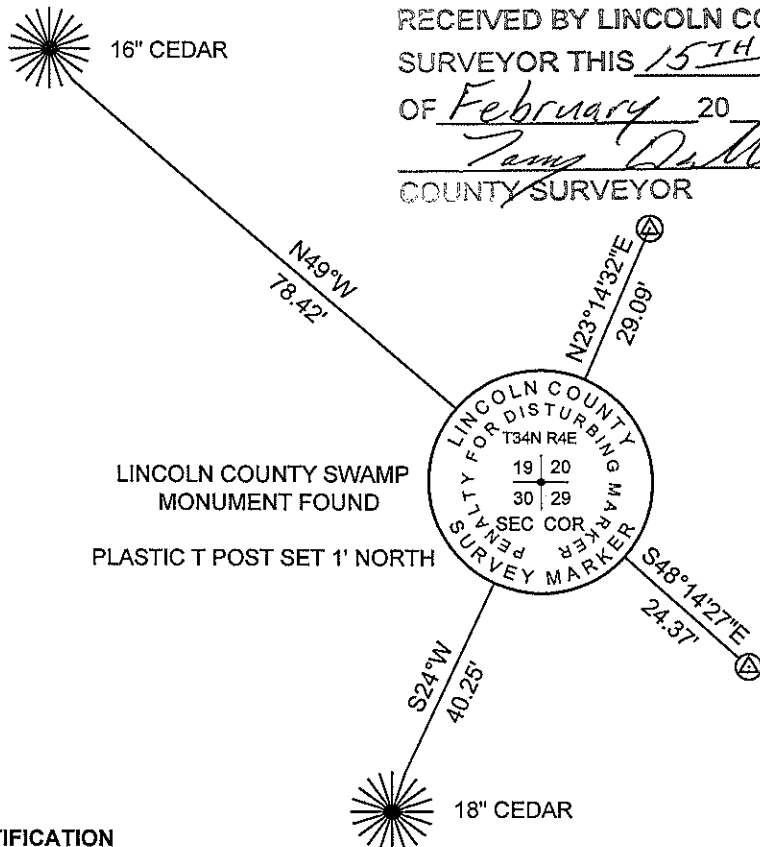 16" CEDAR
RECEIVED BY LINCOLN CO
SURVEYOR THIS 15TH
OF February 20
COUNTY SURVEYOR
N49°W
78.42'
N23°14'32"E
29.09'
LINCOLN COUNTY
SURVEY MARKER
PENALTY FOR DISTURBING MARKER
T34N R4E
19 20
30 29
SEC COR
LINCOLN COUNTY SWAMP
MONUMENT FOUND
PLASTIC T POST SET 1' NORTH
S48°14'27"E
24.37'
S24°W
40.25'
18" CEDAR
TIFICATION